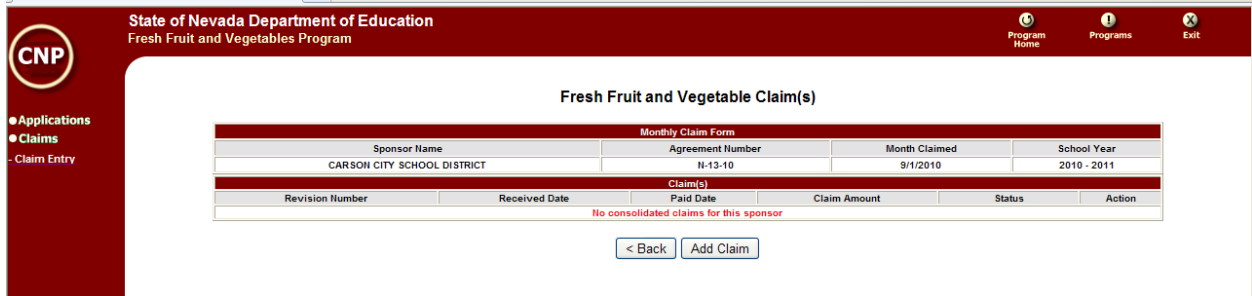 State of Nevada Department of Education
Fresh Fruit and Vegetables Program
Program Home
Programs
Exit
CNP
Applications
Claims
- Claim Entry
Fresh Fruit and Vegetable Claim(s)
Monthly Claim Form
Sponsor Name Agreement Number Month Claimed School Year
CARSON CITY SCHOOL DISTRICT N-13-10 9/1/2010 2010 - 2011
Claim(s)
Revision Number Received Date Paid Date Claim Amount Status Action
No consolidated claims for this sponsor
< Back Add Claim